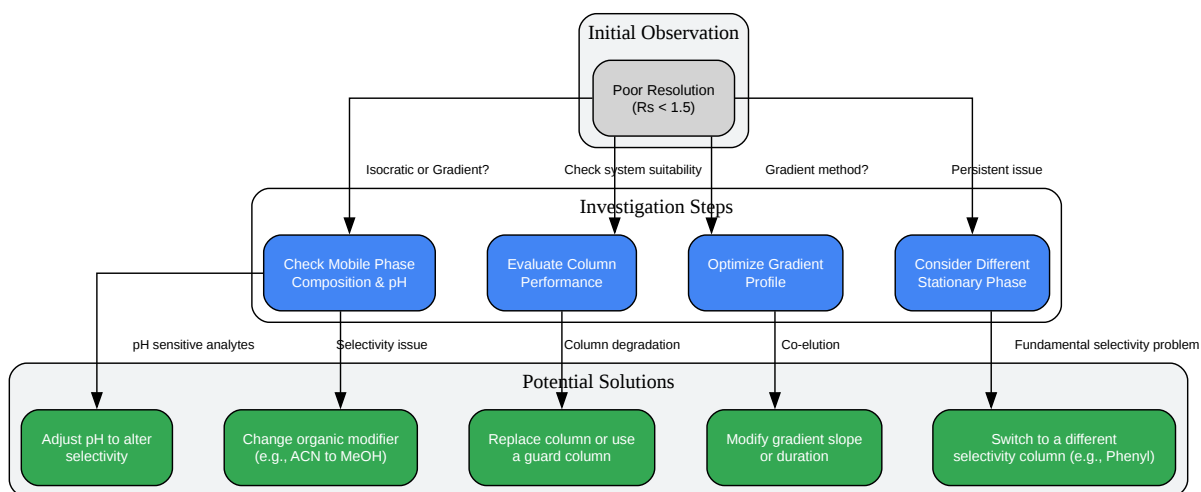 Initial Observation
Poor Resolution
(Rs < 1.5)
Isocratic or Gradient?
Check system suitability
Gradient method?
Persistent issue
Investigation Steps
Check Mobile Phase
Composition & pH
Evaluate Column
Performance
Optimize Gradient
Profile
Consider Different
Stationary Phase
pH sensitive analytes
Selectivity issue
Column degradation
Co-elution
Fundamental selectivity problem
Potential Solutions
Adjust pH to alter
selectivity
Change organic modifier
(e.g., ACN to MeOH)
Replace column or use
a guard column
Modify gradient slope
or duration
Switch to a different
selectivity column (e.g., Phenyl)